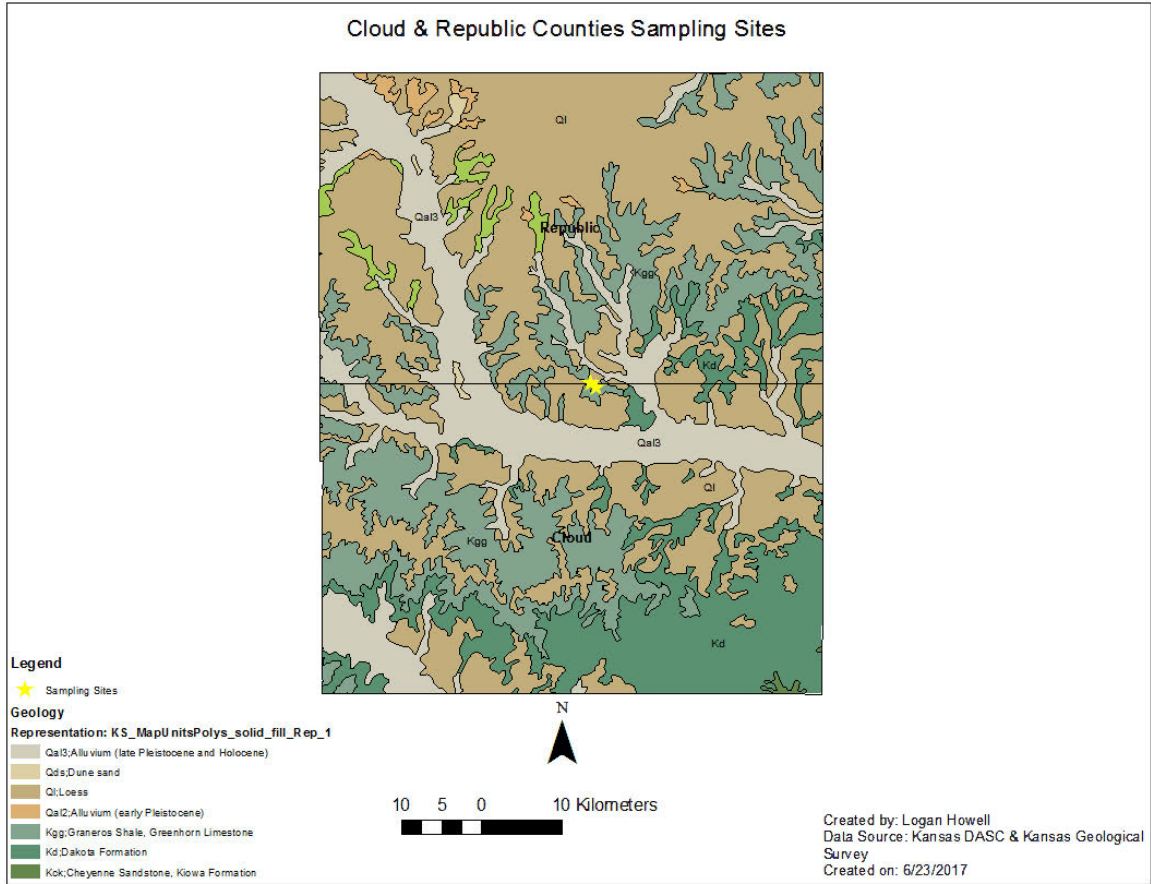 Cloud & Republic Counties Sampling Sites
Ql
Qal3
Republic
Kgg
Kd
Qal3
Ql
Kgg
Cloud
Kd
Legend
Sampling Sites
Geology
Representation: KS_MapUnitsPolys_solid_fill_Rep_1
Qal3;Alluvium (late Pleistocene and Holocene)
Qds;Dune sand
Ql;Loess
Qal2;Alluvium (early Pleistocene)
Kgg;Graneros Shale, Greenhorn Limestone
Kd;Dakota Formation
Kck;Cheyenne Sandstone, Kiowa Formation
N
10 5 0 10 Kilometers
Created by: Logan Howell
Data Source: Kansas DASC & Kansas Geological
Survey
Created on: 6/23/2017